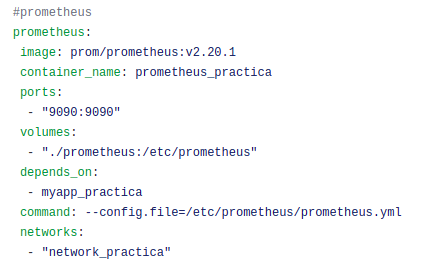 #prometheus
prometheus:
image: prom/prometheus:v2.20.1
container_name: prometheus_practica
ports:
- "9090:9090"
volumes:
- "./prometheus:/etc/prometheus"
depends_on:
- myapp_practica
command: --config.file=/etc/prometheus/prometheus.yml
networks:
- "network_practica"